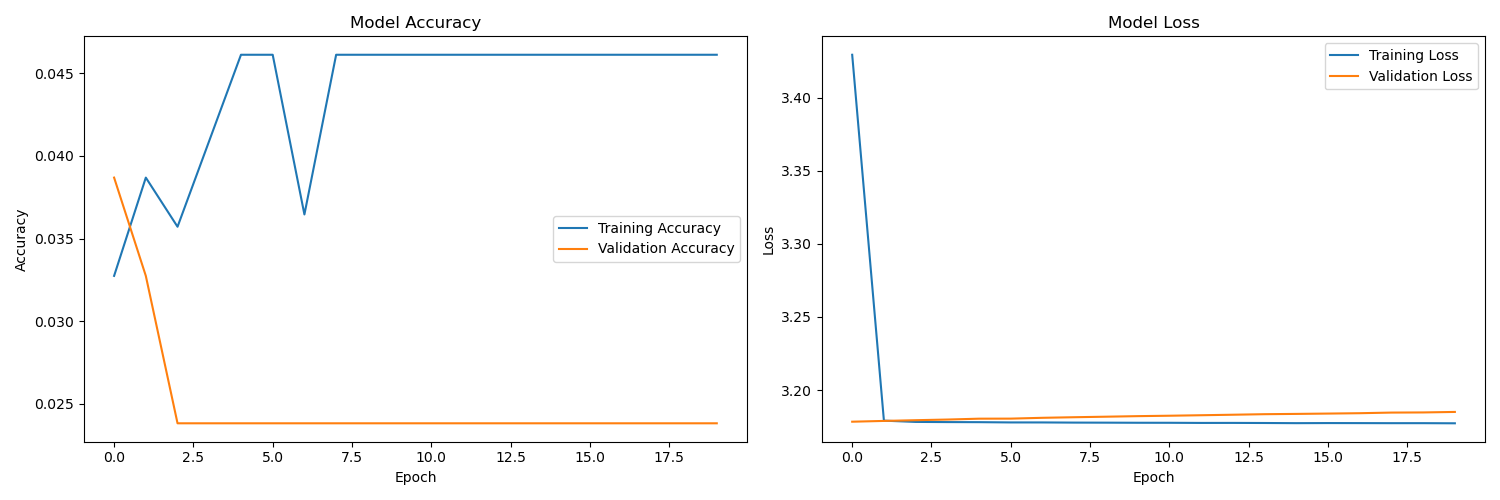 Model Accuracy
0.045
0.040
0.035
0.030
0.025
Accuracy
Training Accuracy
Validation Accuracy
0.0 2.5 5.0 7.5 10.0 12.5 15.0 17.5
Epoch
Model Loss
3.40
3.35
3.30
3.25
3.20
Loss
Training Loss
Validation Loss
0.0 2.5 5.0 7.5 10.0 12.5 15.0 17.5
Epoch